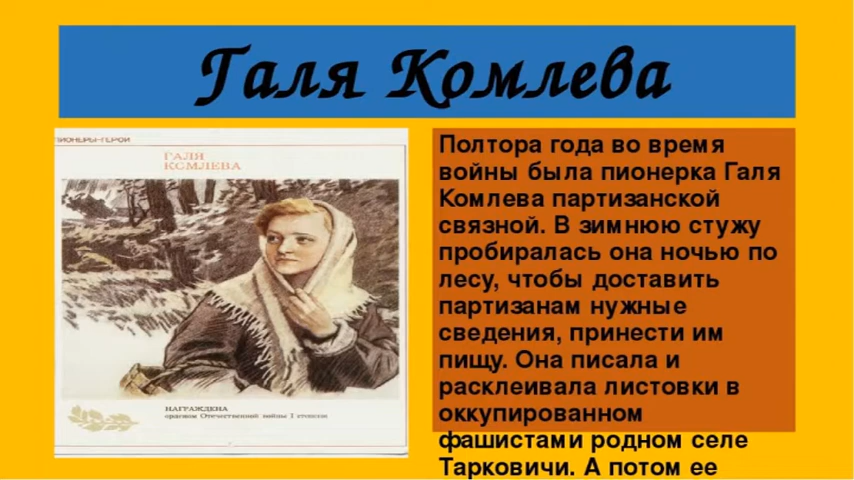 Галя Комлева
ПИОНЕРЫ-ГЕРОИ
ГАЛЯ
КОМЛЕВА
НАГРАЖДЕНА
орденом Отечественной войны I степени
Полтора года во время
войны была пионерка Галя
Комлева партизанской
связной. В зимнюю стужу
пробиралась она ночью по
лесу, чтобы доставить
партизанам нужные
сведения, принести им
пищу. Она писала и
расклеивала листовки в
оккупированном
фашистами родном селе
Тарковичи. А потом ее